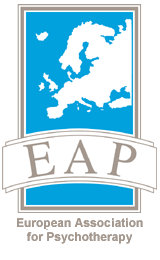 EAP
European Association
for Psychotherapy